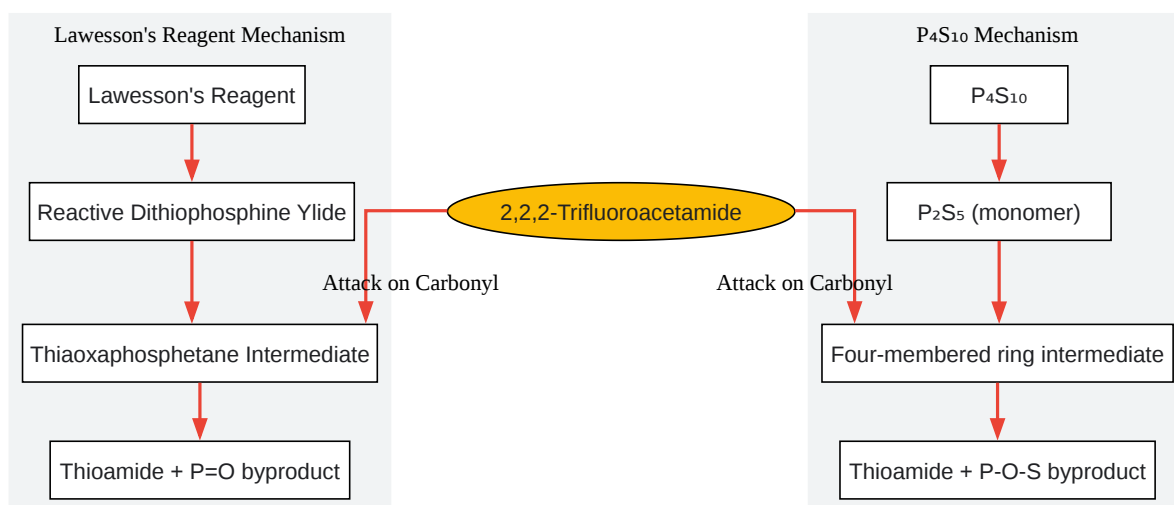 Lawesson's Reagent Mechanism
Lawesson's Reagent
Reactive Dithiophosphine Ylide
Attack on Carbonyl
Thiaoxaphosphetane Intermediate
Thioamide + P=O byproduct
2,2,2-Trifluoroacetamide
P₄S₁₀ Mechanism
P₄S₁₀
P₂S₅ (monomer)
Attack on Carbonyl
Four-membered ring intermediate
Thioamide + P-O-S byproduct